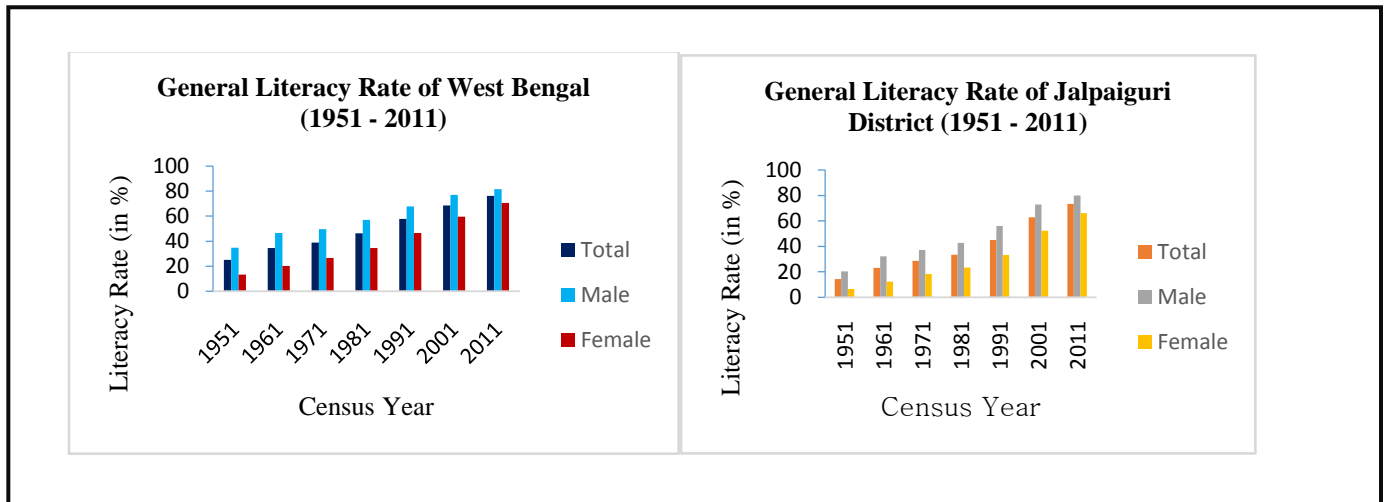 General Literacy Rate of West Bengal
(1951 - 2011)
Literacy Rate (in %)
100
80
60
40
20
0
1951
1961
1971
1981
1991
2001
2011
Census Year
Total
Male
Female
General Literacy Rate of Jalpaiguri
District (1951 - 2011)
Literacy Rate (in %)
100
80
60
40
20
0
1951
1961
1971
1981
1991
2001
2011
Census Year
Total
Male
Female